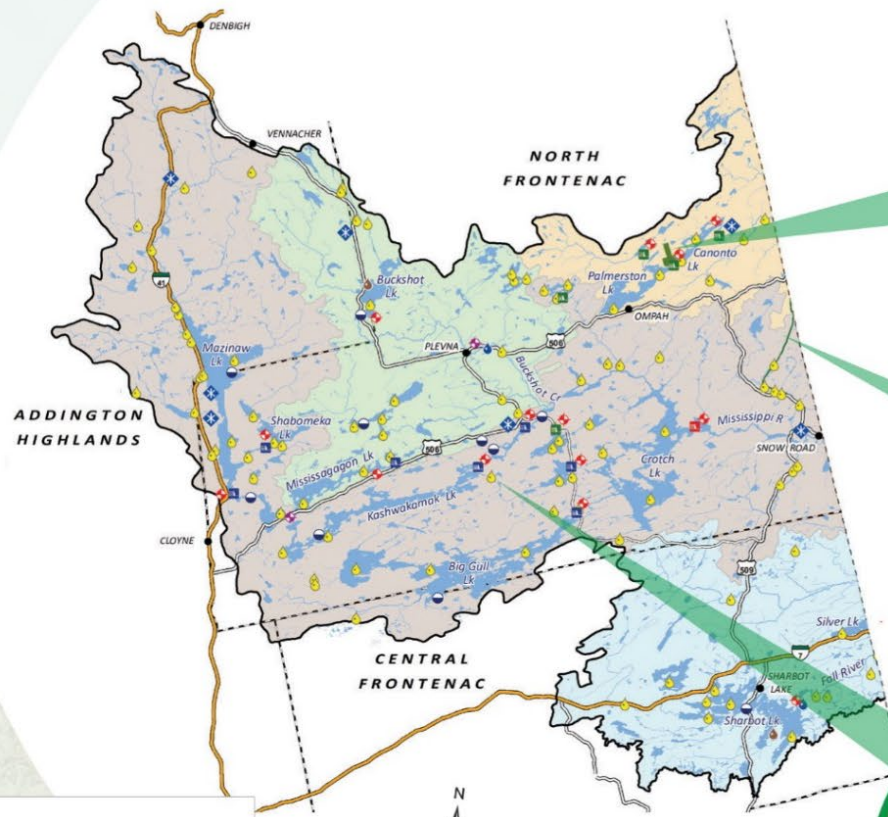 DENBIGH
VENNACHER
NORTH
FRONTENAC
41
Buckshot
Lk
Canonto
Lk
Palmerston
Lk
OMPAH
PLEVNA
506
Mazinaw
Lk
Buckshot Cr
ADDINGTON
HIGHLANDS
Shabomeka
Lk
Mississippi R
SNOW ROAD
506
Mississagagon Lk
Crotch
Lk
Kashwakamak Lk
CLOYNE
Big Gull
Lk
509
Silver Lk
CENTRAL
FRONTENAC
7
SHARBOT
LAKE
Fall River
Sharbot Lk
N